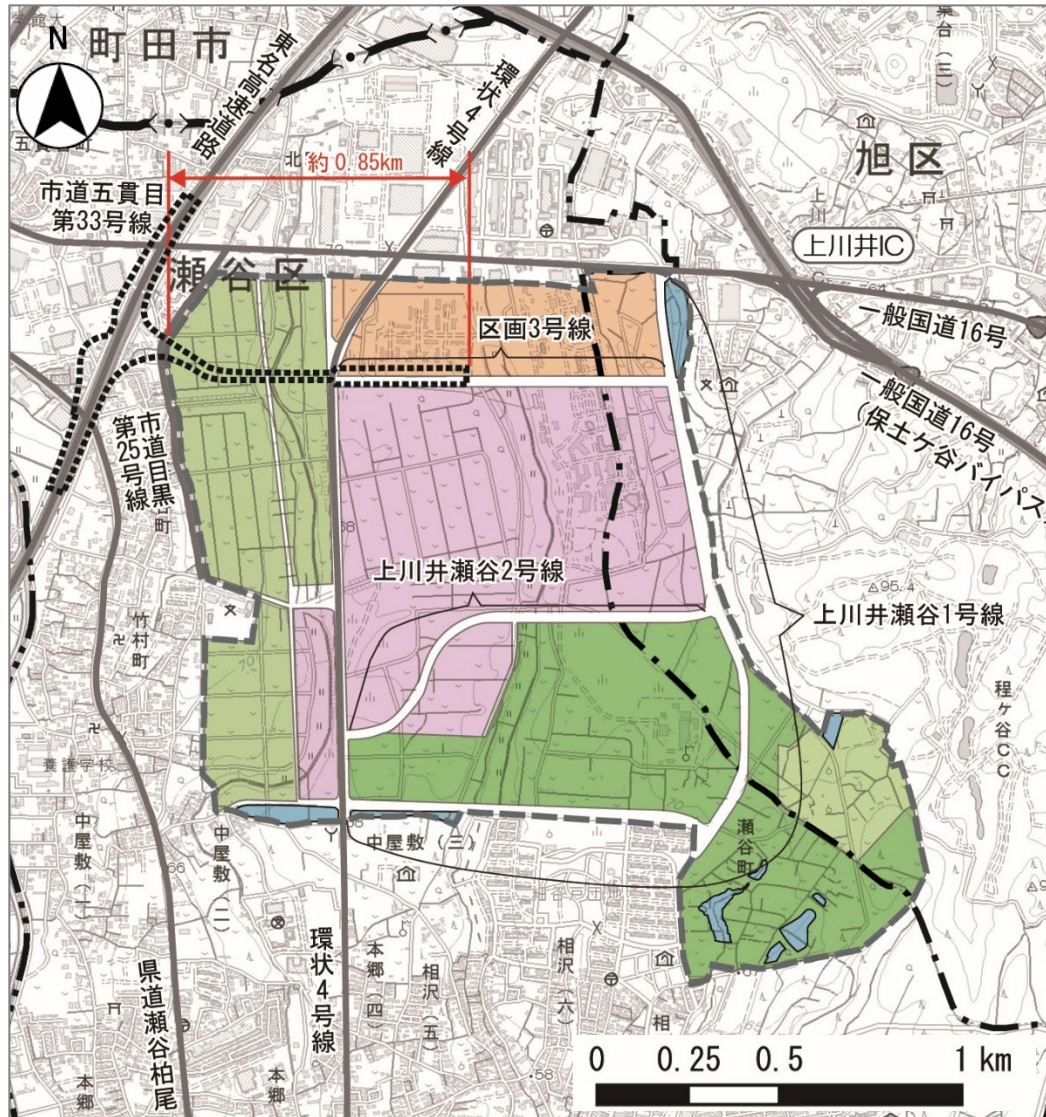 N
町田市
東名高速道路
環状4号線
約0.85km
市道五貫目
第33号線
瀬谷区
旭区
上川井IC
区画3号線
一般国道16号
一般国道16号
(保土ケ谷バイパス
市道目黒
第25号線
上川井瀬谷2号線
上川井瀬谷1号線
95.4
竹村町
程ヶ谷CC
養護学校
中屋敷(二)
中屋敷(三)
瀬谷町
県道瀬谷柏尾
環状4号線
本郷(四)
相沢(五)
相沢(六)
相
本郷
本郷
58
0 0.25 0.5 1 km